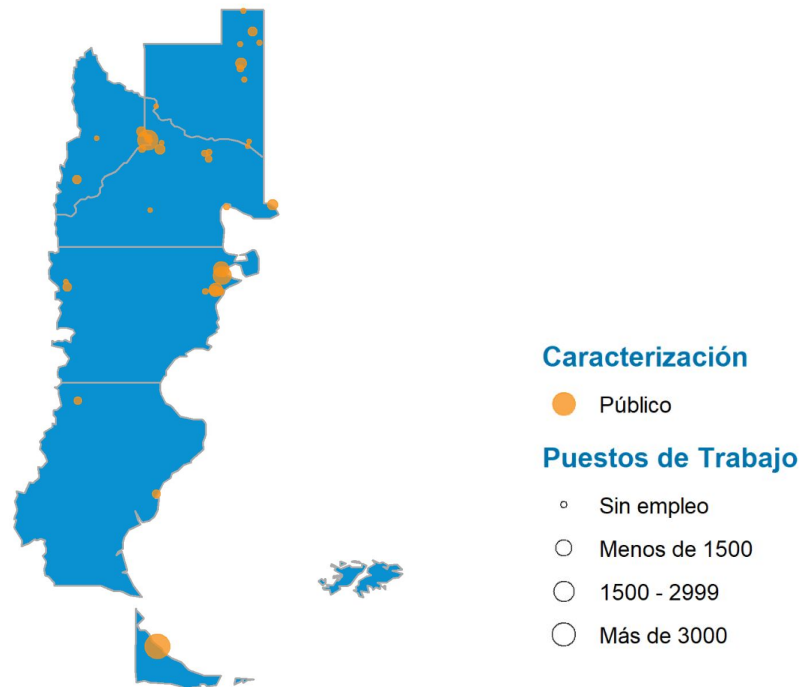 Caracterización
Público
Puestos de Trabajo
Sin empleo
Menos de 1500
1500 - 2999
Más de 3000